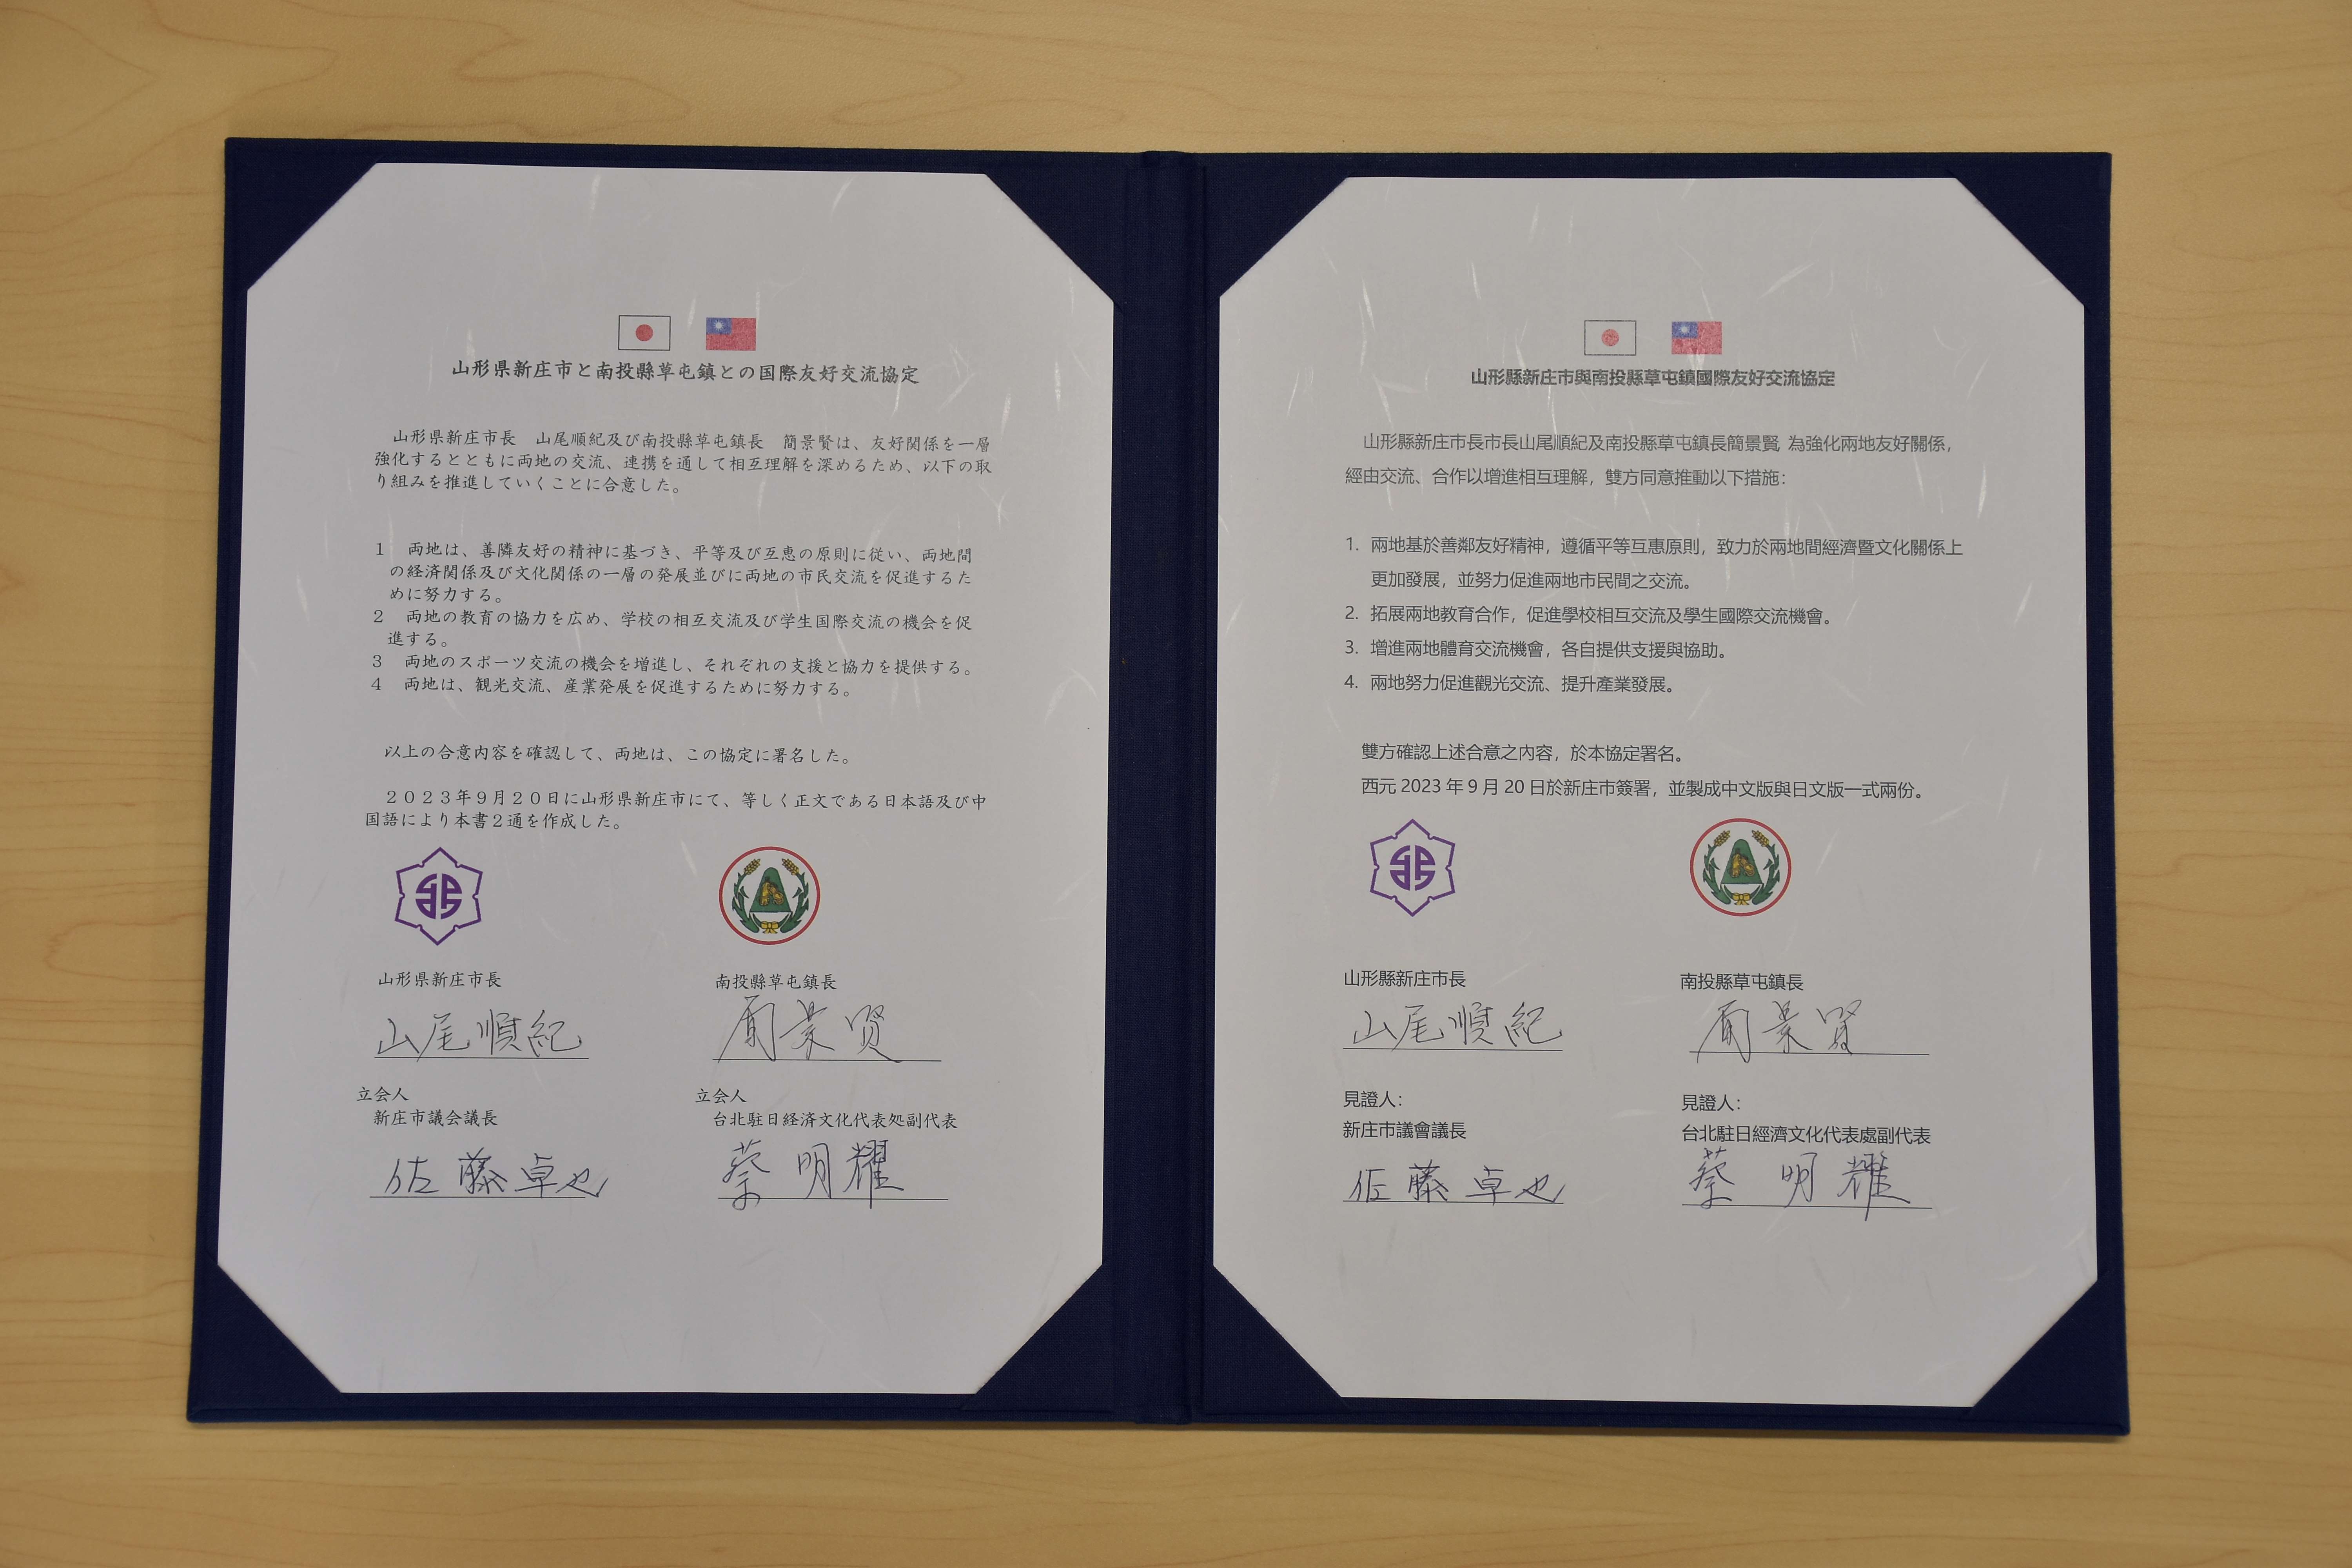 山形県新庄市と南投縣草屯鎮との国際友好交流協定
山形県新庄市長　山尾順紀及び南投縣草屯鎮長　簡景賢は、友好関係を一層
強化するとともに両地の交流、連携を通して相互理解を深めるため、以下の取
り組みを推進していくことに合意した。
1　両地は、善隣友好の精神に基づき、平等及び互恵の原則に従い、両地間
の経済関係及び文化関係の一層の発展並びに両地の市民交流を促進するた
めに努力する。
2　両地の教育の協力を広め、学校の相互交流及び学生国際交流の機会を促
進する。
3　両地のスポーツ交流の機会を増進し、それぞれの支援と協力を提供する。
4　両地は、観光交流、産業発展を促進するために努力する。
以上の合意内容を確認して、両地は、この協定に署名した。
２０２３年９月２０日に山形県新庄市にて、等しく正文である日本語及び中
国語により本書２通を作成した。
山形県新庄市長　南投縣草屯鎮長
山尾順紀　簡景賢
立会人　立会人
新庄市議会議長　台北駐日経済文化代表処副代表
佐藤卓也　蔡明耀
山形縣新庄市與南投縣草屯鎮國際友好交流協定
山形縣新庄市長市長山尾順紀及南投縣草屯鎮長簡景賢 為強化兩地友好關係，
經由交流、合作以增進相互理解，雙方同意推動以下措施：
1. 兩地基於善鄰友好精神，遵循平等互惠原則，致力於兩地間經濟暨文化關係上
更加發展，並努力促進兩地市民間之交流。
2. 拓展兩地教育合作，促進學校相互交流及學生國際交流機會。
3. 增進兩地體育交流機會，各自提供支援與協助。
4. 兩地努力促進觀光交流、提升產業發展。
雙方確認上述合意之內容，於本協定署名。
西元 2023 年 9 月 20 日於新庄市簽署，並製成中文版與日文版一式兩份。
山形縣新庄市長　南投縣草屯鎮長
山尾順紀　簡景賢
見證人：　見證人：
新庄市議會議長　台北駐日經濟文化代表處副代表
佐藤卓也　蔡明耀